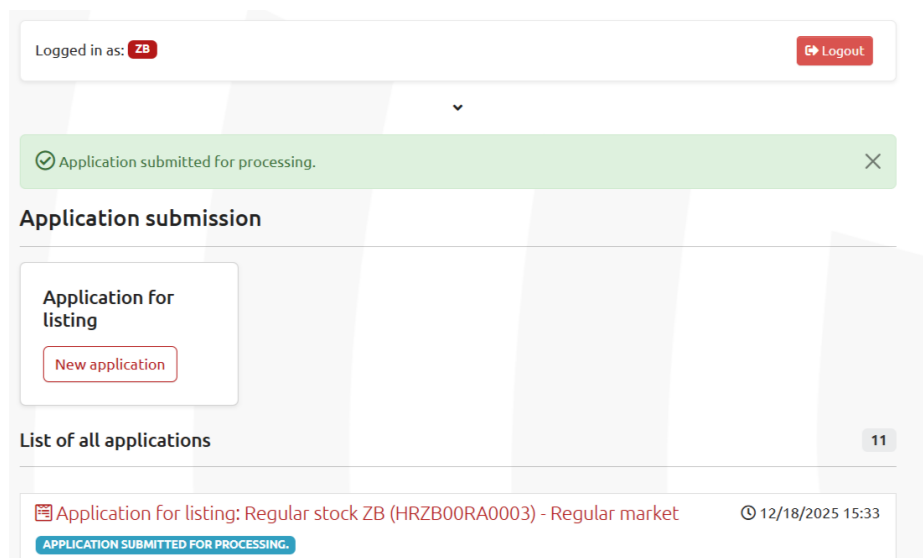 Logged in as: ZB
Logout
Application submitted for processing.
Application submission
Application for
listing
New application
List of all applications
11
Application for listing: Regular stock ZB (HRZB00RA0003) - Regular market
12/18/2025 15:33
APPLICATION SUBMITTED FOR PROCESSING.